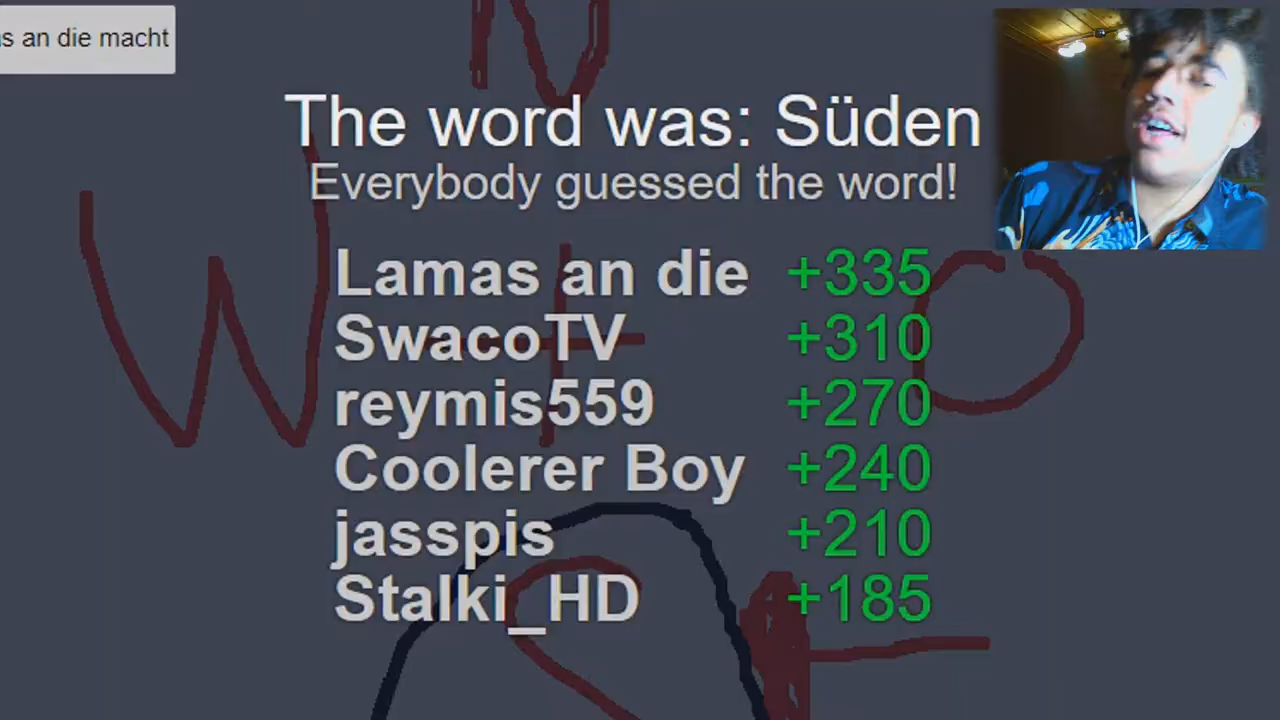 s an die macht
N
The word was: Süden
Everybody guessed the word!
W
O
Lamas an die +335
SwacoTV +310
reymis559 +270
Coolerer Boy +240
jasspis +210
Stalki_HD +185